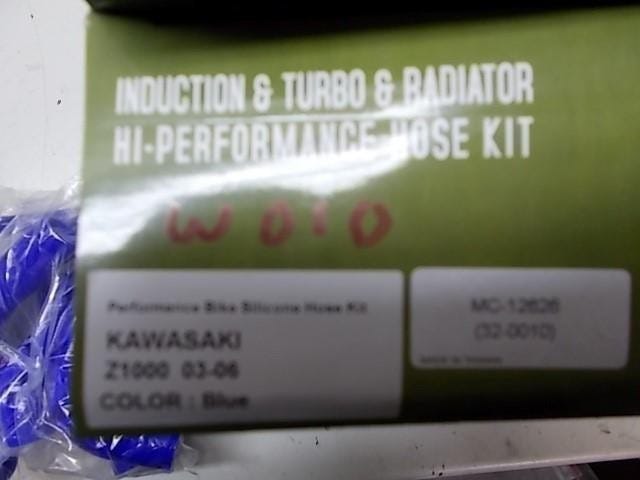 INDUCTION & TURBO & RADIATOR
HI-PERFORMANCE HOSE KIT
W 010
Performance Bike Silicone Hose Kit
KAWASAKI
Z1000 03-06
COLOR : Blue
MC-12626
(32-0010)